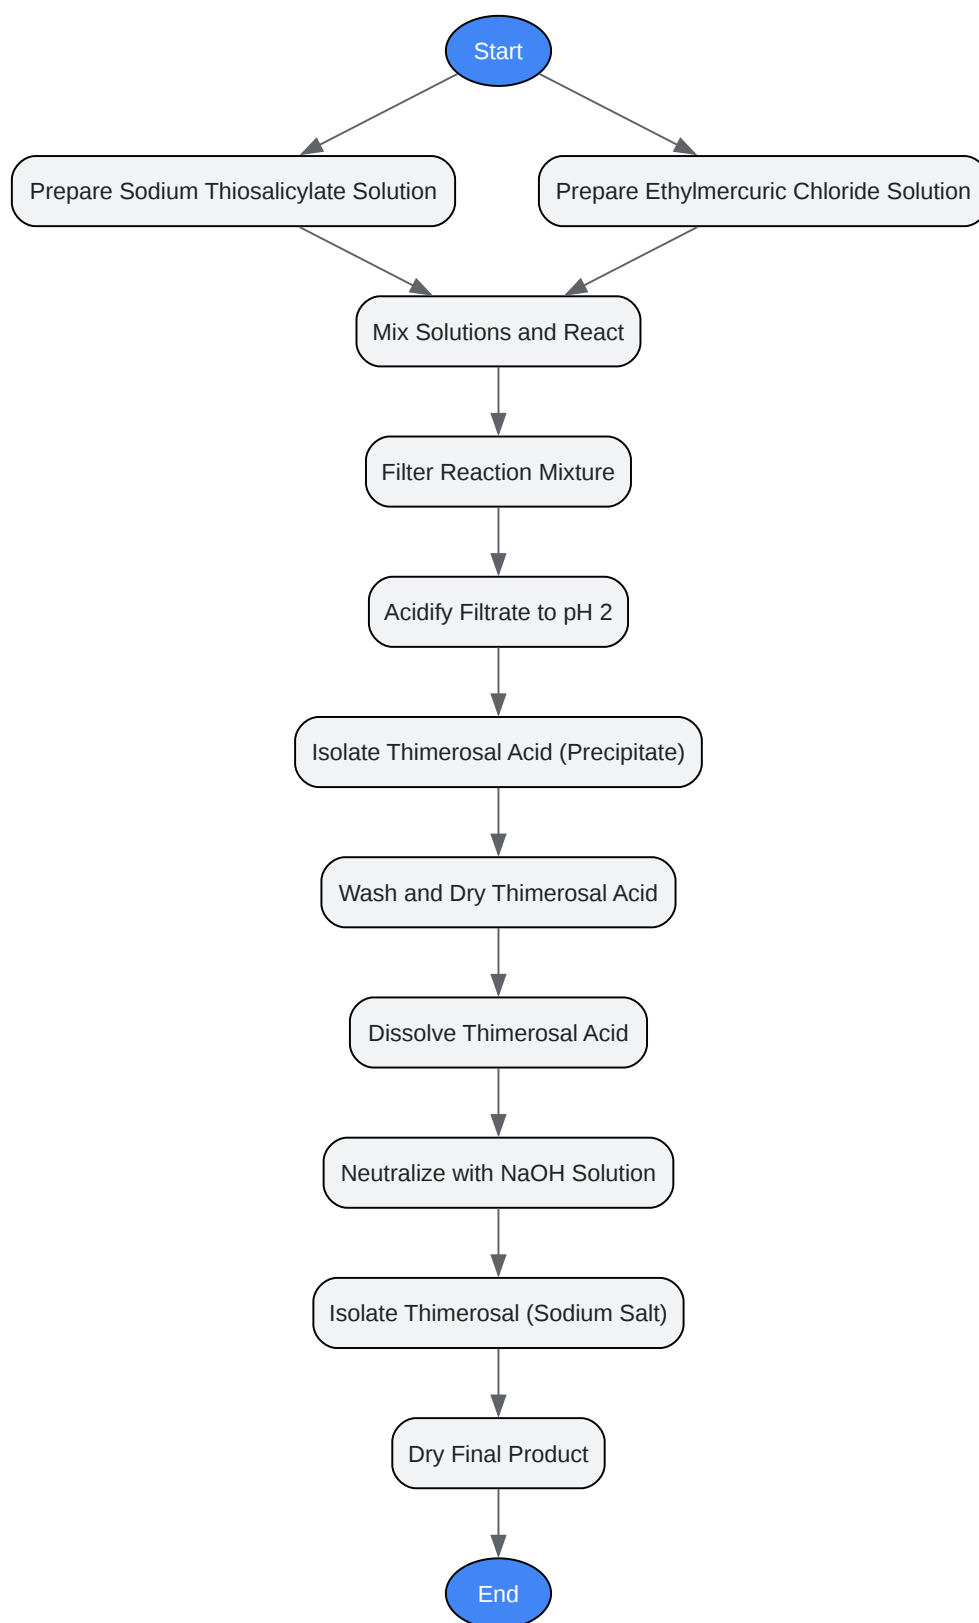 Start
Prepare Sodium Thiosalicylate Solution
Prepare Ethylmercuric Chloride Solution
Mix Solutions and React
Filter Reaction Mixture
Acidify Filtrate to pH 2
Isolate Thimerosal Acid (Precipitate)
Wash and Dry Thimerosal Acid
Dissolve Thimerosal Acid
Neutralize with NaOH Solution
Isolate Thimerosal (Sodium Salt)
Dry Final Product
End